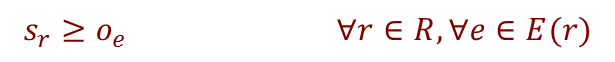 s_r ≥ o_e ∀r ∈ R, ∀e ∈ E(r)